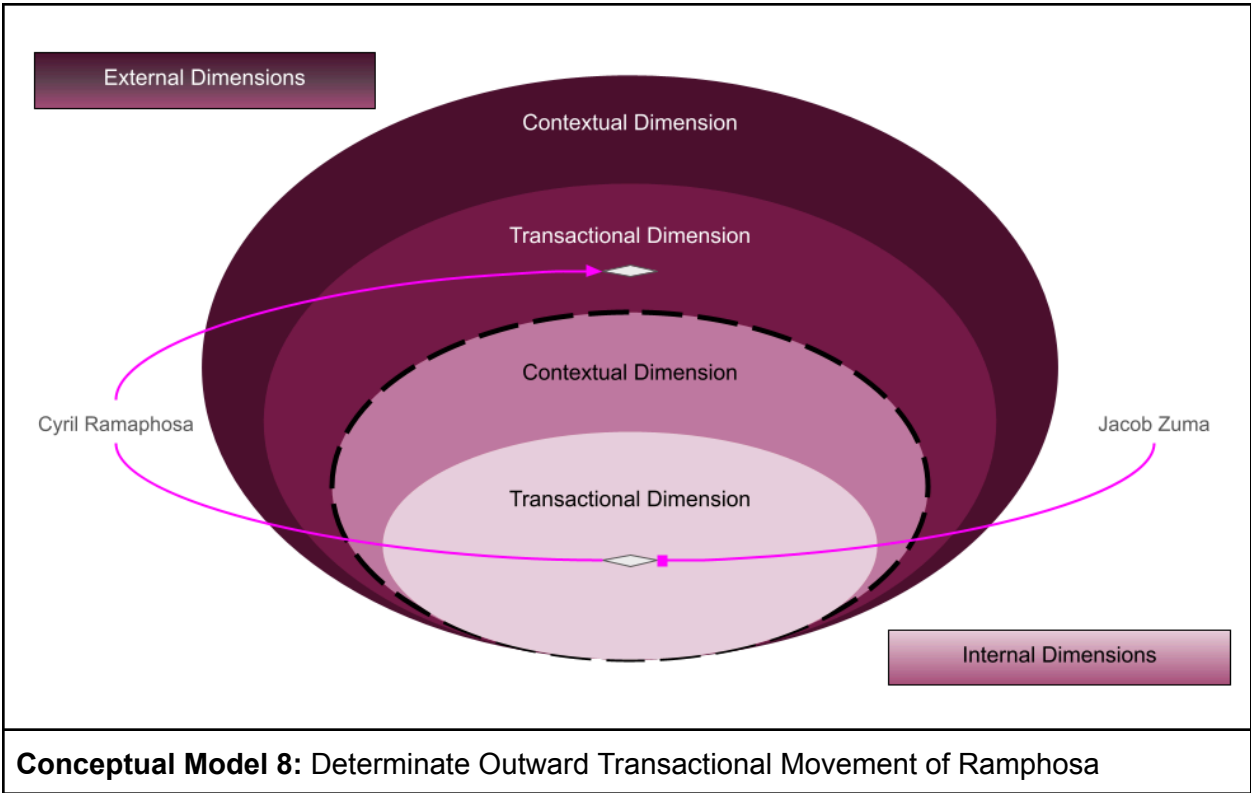 External Dimensions
Contextual Dimension
Transactional Dimension
Contextual Dimension
Cyril Ramaphosa
Jacob Zuma
Transactional Dimension
Internal Dimensions
Conceptual Model 8: Determinate Outward Transactional Movement of Ramphosa